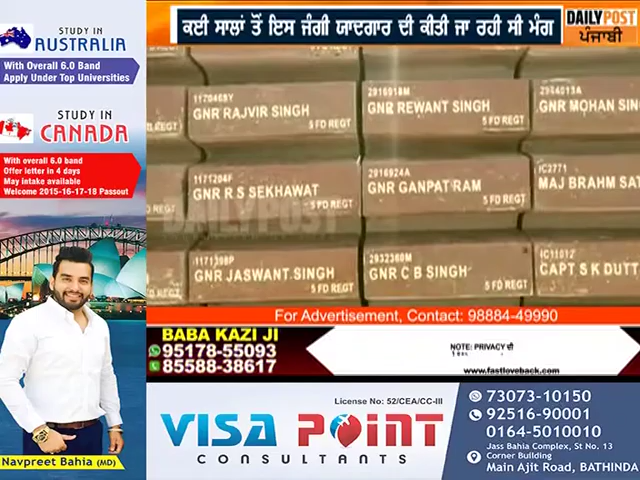 STUDY IN
AUSTRALIA
With Overall 6.0 Band
Apply Under Top Universities
STUDY IN
CANADA
With overall 6.0 band
Offer letter in 4 days
May intake available
Welcome 2015-16-17-18 Passout
Navpreet Bahia (MD)
ਕਈ ਸਾਲਾਂ ਤੋਂ ਇਸ ਜੰਗੀ ਯਾਦਗਾਰ ਦੀ ਕੀਤੀ ਜਾ ਰਹੀ ਸੀ ਮੰਗ
DAILY POST
ਪੰਜਾਬੀ
GNR RAJVIR SINGH
5 FD REGT
2916918M
GNR REWANT SINGH
5 FD REGT
GNR MOHAN SIN
D REGT
1171204F
GNR R S SEKHAWAT
5 FD REGT
2916924A
GNR GANPAT RAM
5 FD REGT
IC2771
MAJ BRAHM SAT
D REGT
GNR JASWANT SINGH
2932360M
GNR C B SINGH
CAPT S K DUTT
DAILYPOST
For Advertisement, Contact: 98884-49990
BABA KAZI JI
95178-55093
85588-38617
NOTE: PRIVACY ਦੀ
www.fastloveback.com
License No: 52/CEA/CC-III
VISA POINT
CONSULTANTS
73073-10150
92516-90001
0164-5010010
Jass Bahia Complex, St No. 13
Corner Building
Main Ajit Road, BATHINDA